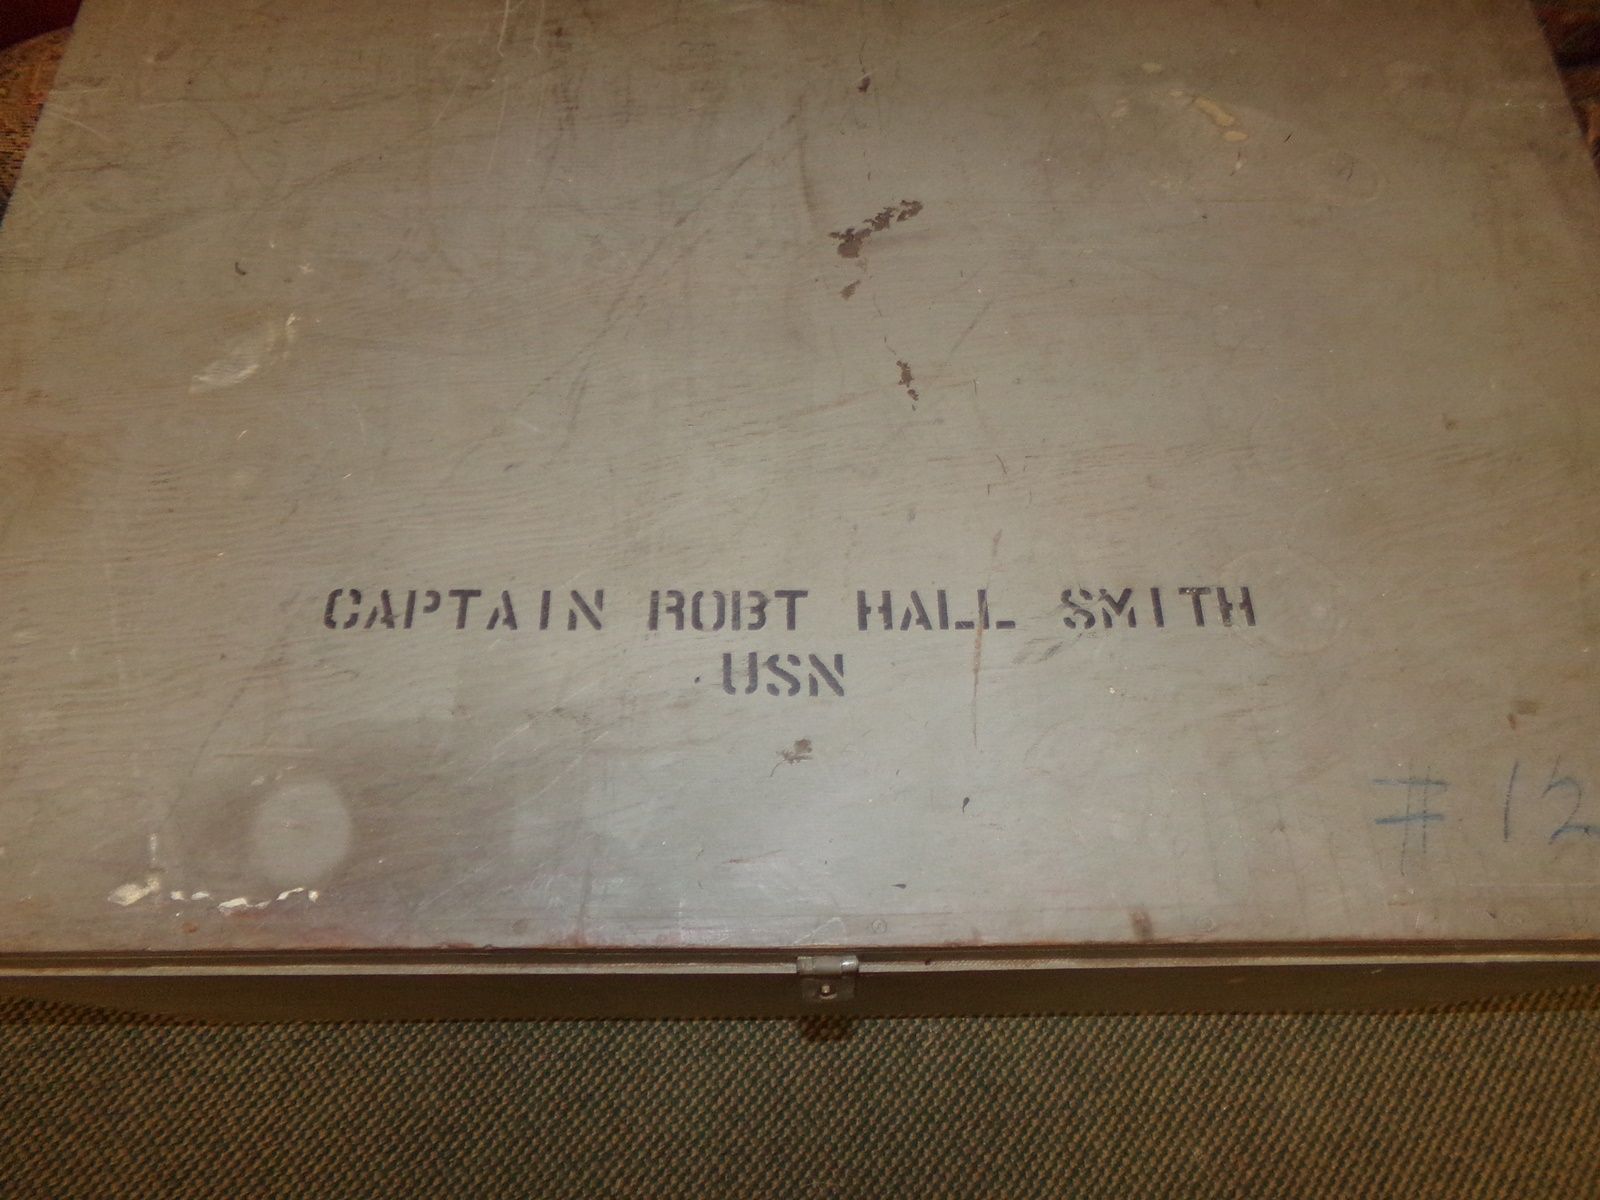 CAPTAIN ROBT HALL SMITH
USN
# 12